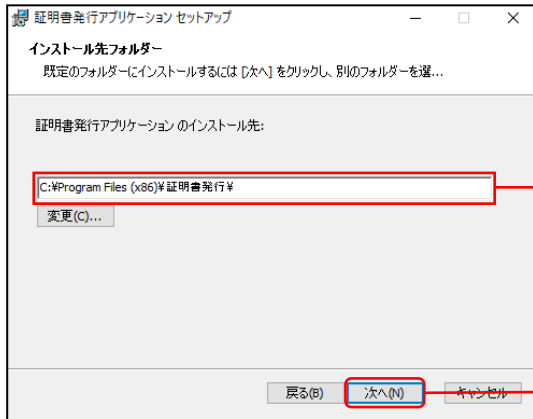 証明書発行アプリケーション セットアップ
インストール先フォルダー
既定のフォルダーにインストールするには [次へ] をクリックし、別のフォルダーを選...
証明書発行アプリケーション のインストール先:
C:¥Program Files (x86)¥証明書発行¥
変更(C)...
戻る(B) 次へ(N) キャンセル